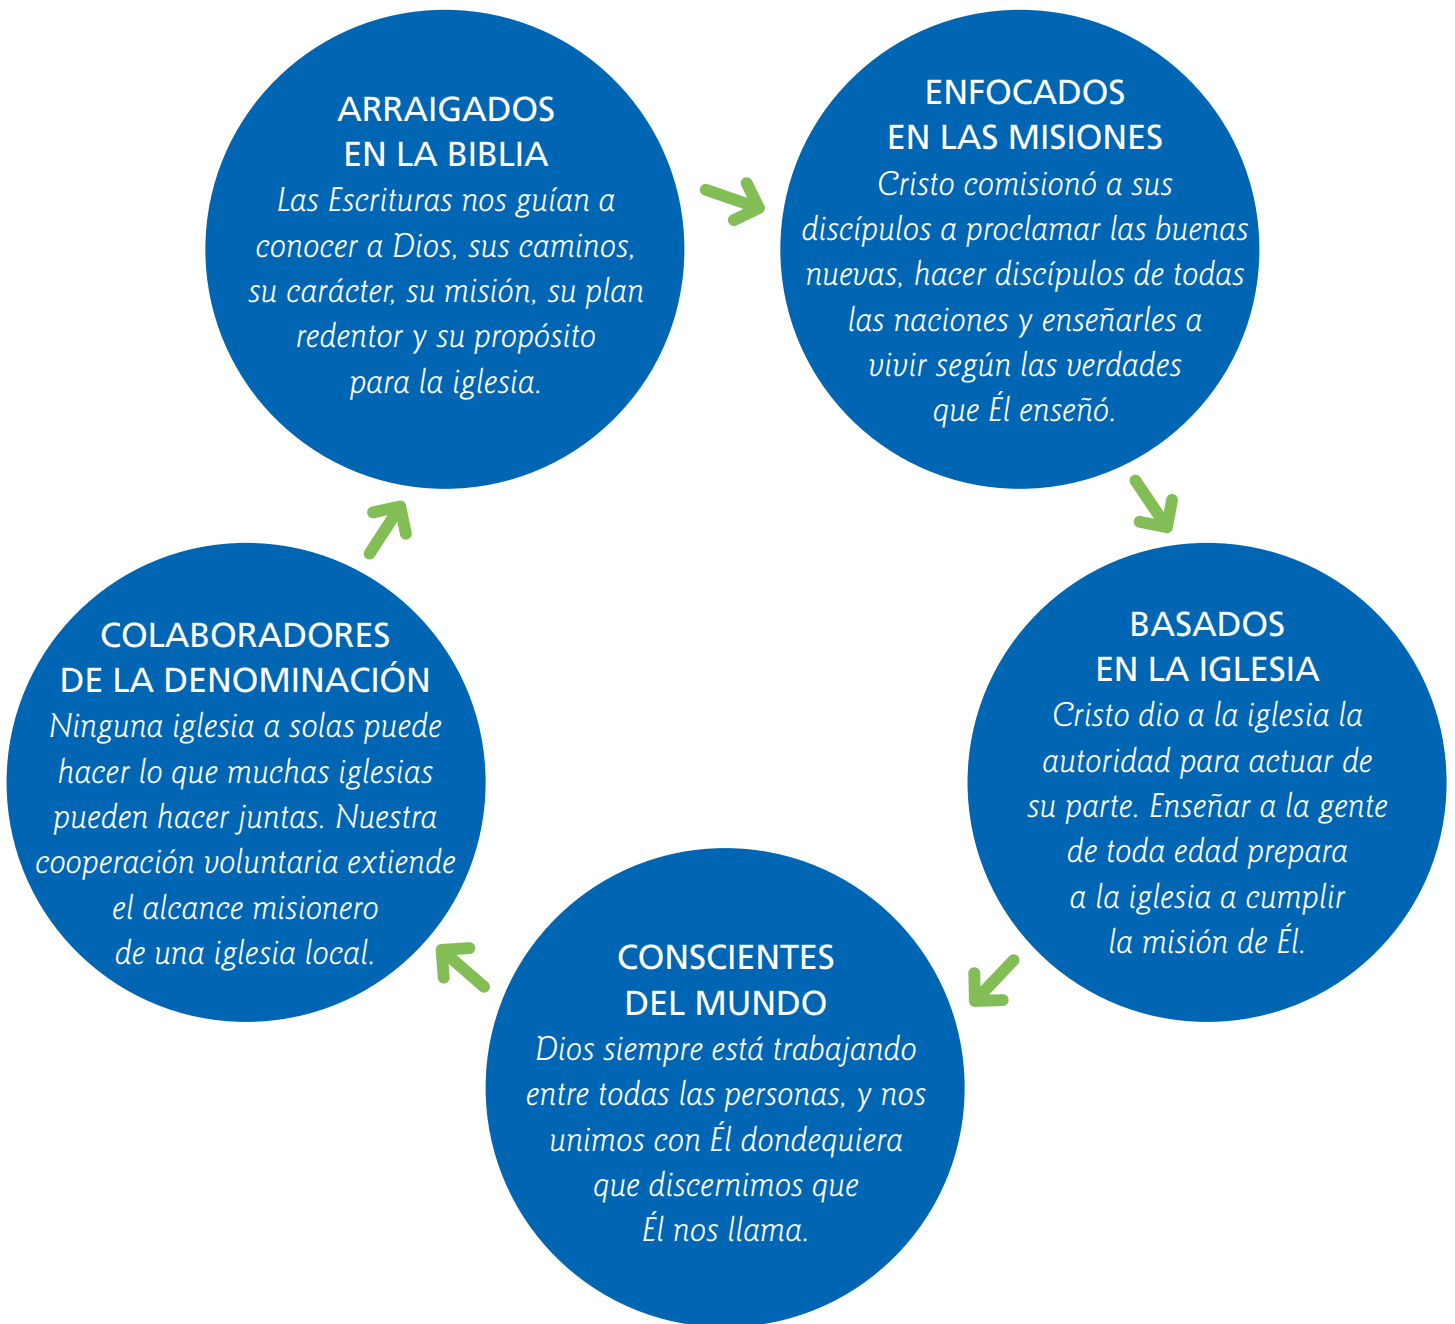 ARRAIGADOS
EN LA BIBLIA
Las Escrituras nos guían a
conocer a Dios, sus caminos,
su carácter, su misión, su plan
redentor y su propósito
para la iglesia.
ENFOCADOS
EN LAS MISIONES
Cristo comisionó a sus
discípulos a proclamar las buenas
nuevas, hacer discípulos de todas
las naciones y enseñarles a
vivir según las verdades
que Él enseñó.
BASADOS
EN LA IGLESIA
Cristo dio a la iglesia la
autoridad para actuar de
su parte. Enseñar a la gente
de toda edad prepara
a la iglesia a cumplir
la misión de Él.
CONSCIENTES
DEL MUNDO
Dios siempre está trabajando
entre todas las personas, y nos
unimos con Él dondequiera
que discernimos que
Él nos llama.
COLABORADORES
DE LA DENOMINACIÓN
Ninguna iglesia a solas puede
hacer lo que muchas iglesias
pueden hacer juntas. Nuestra
cooperación voluntaria extiende
el alcance misionero
de una iglesia local.